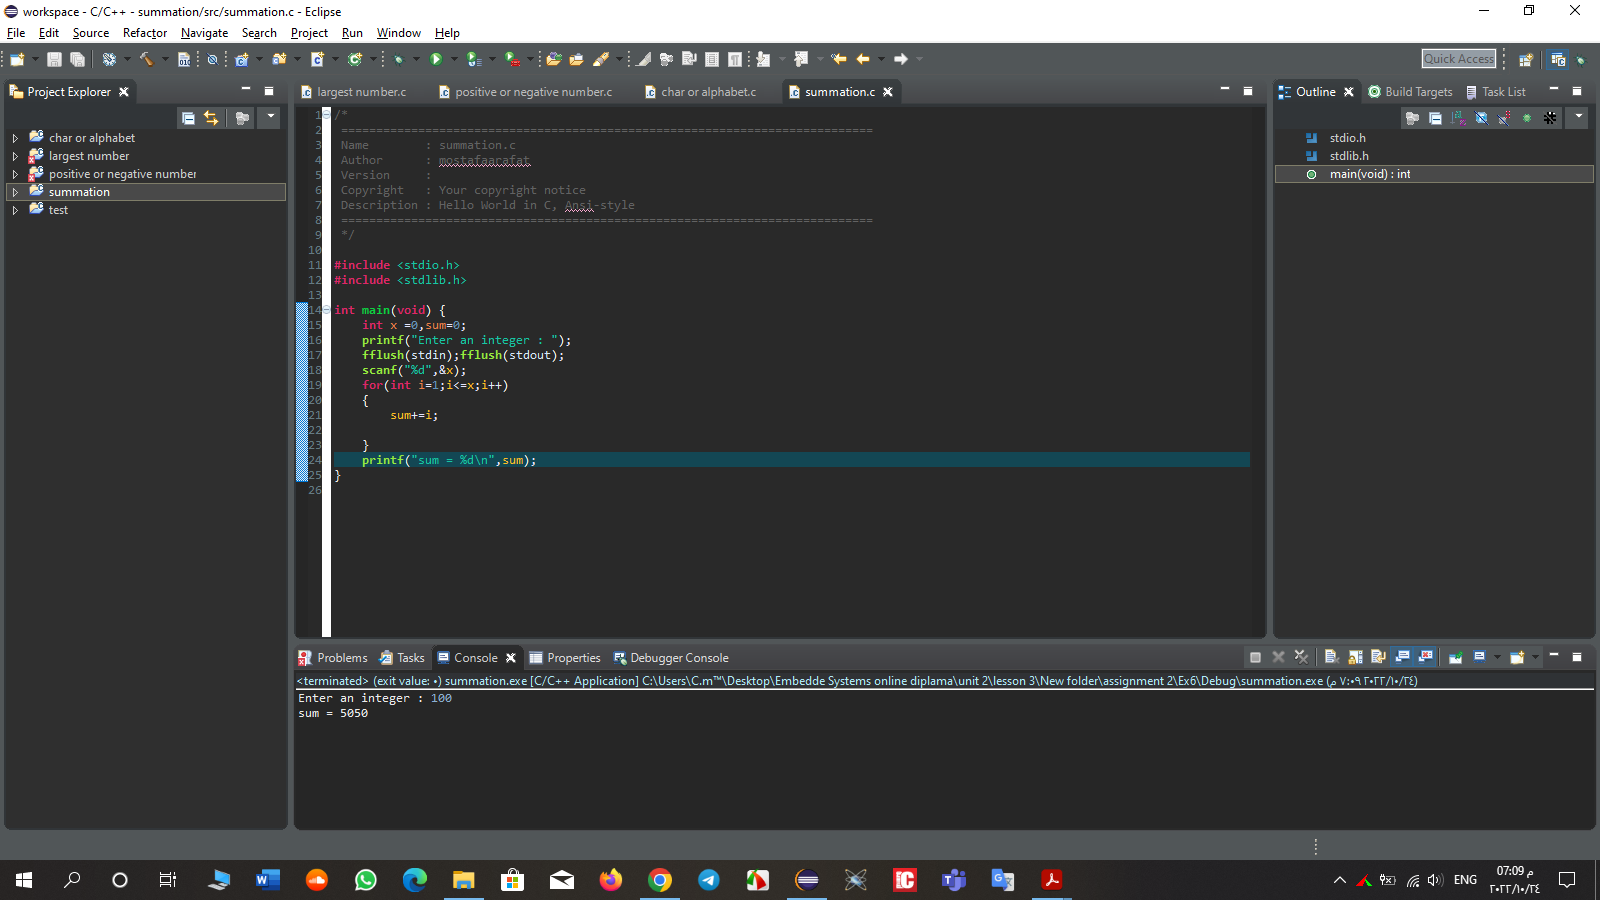 workspace - C/C++ - summation/src/summation.c - Eclipse
File Edit Source Refactor Navigate Search Project Run Window Help
Quick Access
Project Explorer
largest number.c
positive or negative number.c
char or alphabet.c
summation.c
Outline
Build Targets
Task List
char or alphabet
largest number
positive or negative number
summation
test
1 /*
2 ============================================================================
3 Name : summation.c
4 Author : mostafaarafat
5 Version :
6 Copyright : Your copyright notice
7 Description : Hello World in C, Ansi-style
8 ============================================================================
9 */
10
11 #include <stdio.h>
12 #include <stdlib.h>
13
14 int main(void) {
15 int x =0,sum=0;
16 printf("Enter an integer : ");
17 fflush(stdin);fflush(stdout);
18 scanf("%d",&x);
19 for(int i=1;i<=x;i++)
20 {
21 sum+=i;
22
23 }
24 printf("sum = %d\n",sum);
25 }
26
stdio.h
stdlib.h
main(void) : int
Problems Tasks Console Properties Debugger Console
<terminated> (exit value: ٠) summation.exe [C/C++ Application] C:\Users\C.m™\Desktop\Embedde Systems online diplama\unit 2\lesson 3\New folder\assignment 2\Ex6\Debug\summation.exe (٢٠٢٢/١٠/٢٤ ٧:٠٩ م)
Enter an integer : 100
sum = 5050
ENG
07:09 م
٢٠٢٢/١٠/٢٤